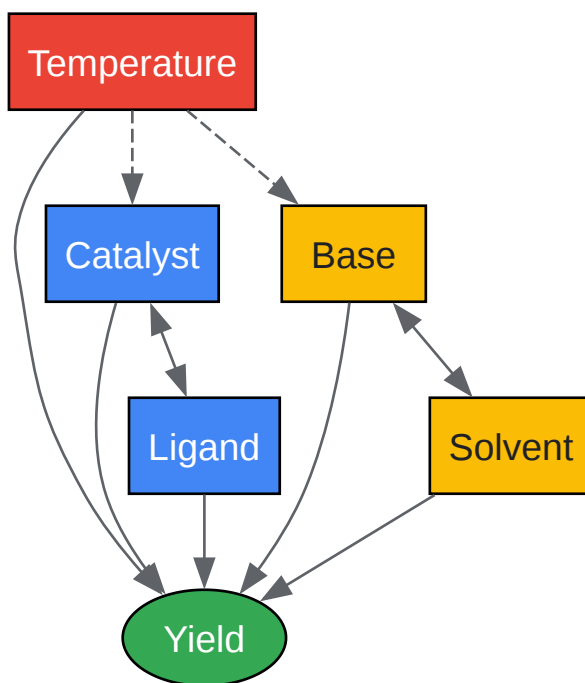 Temperature
Catalyst
Base
Ligand
Solvent
Yield